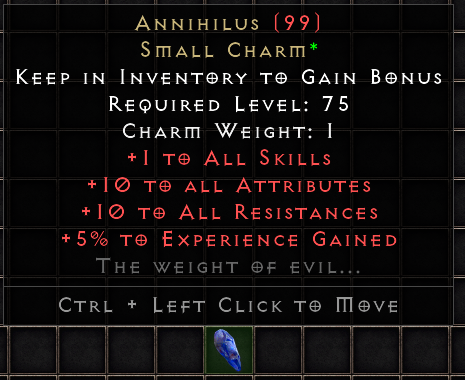 Annihilus (99)
Small Charm*
Keep in Inventory to Gain Bonus
Required Level: 75
Charm Weight: 1
+1 to All Skills
+10 to all Attributes
+10 to All Resistances
+5% to Experience Gained
The weight of evil...
Ctrl + Left Click to Move